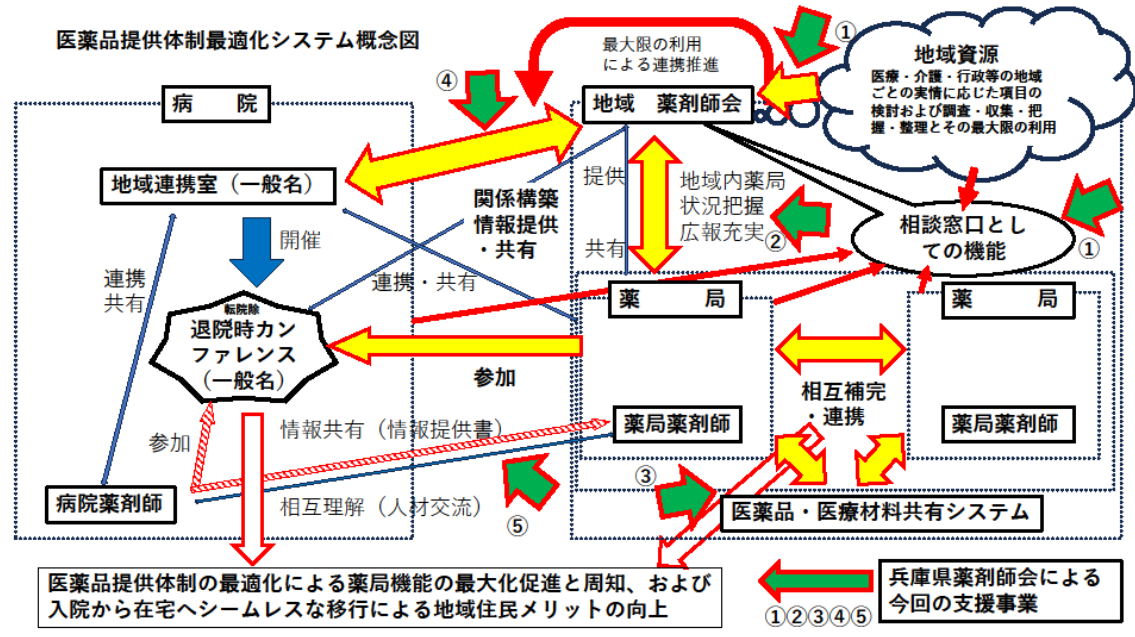 医薬品提供体制最適化システム概念図
最大限の利用
による連携推進
①
地域資源
医療・介護・行政等の地域
ごとの実情に応じた項目の
検討および調査・収集・把
握・整理とその最大限の利用
④
病　　院
地域　薬剤師会
地域連携室（一般名）
関係構築
情報提供
・共有
提供
共有
地域内薬局
状況把握
広報充実
②
相談窓口とし
ての機能
①
開催
連携
共有
連携・共有
転院除
退院時カン
ファレンス
（一般名）
薬　　局
薬　　局
参加
相互補完
・連携
参加
情報共有（情報提供書）
薬局薬剤師
薬局薬剤師
病院薬剤師
相互理解（人材交流）
⑤
③
医薬品・医療材料共有システム
医薬品提供体制の最適化による薬局機能の最大化促進と周知、および
入院から在宅へシームレスな移行による地域住民メリットの向上
①②③④⑤
兵庫県薬剤師会による
今回の支援事業